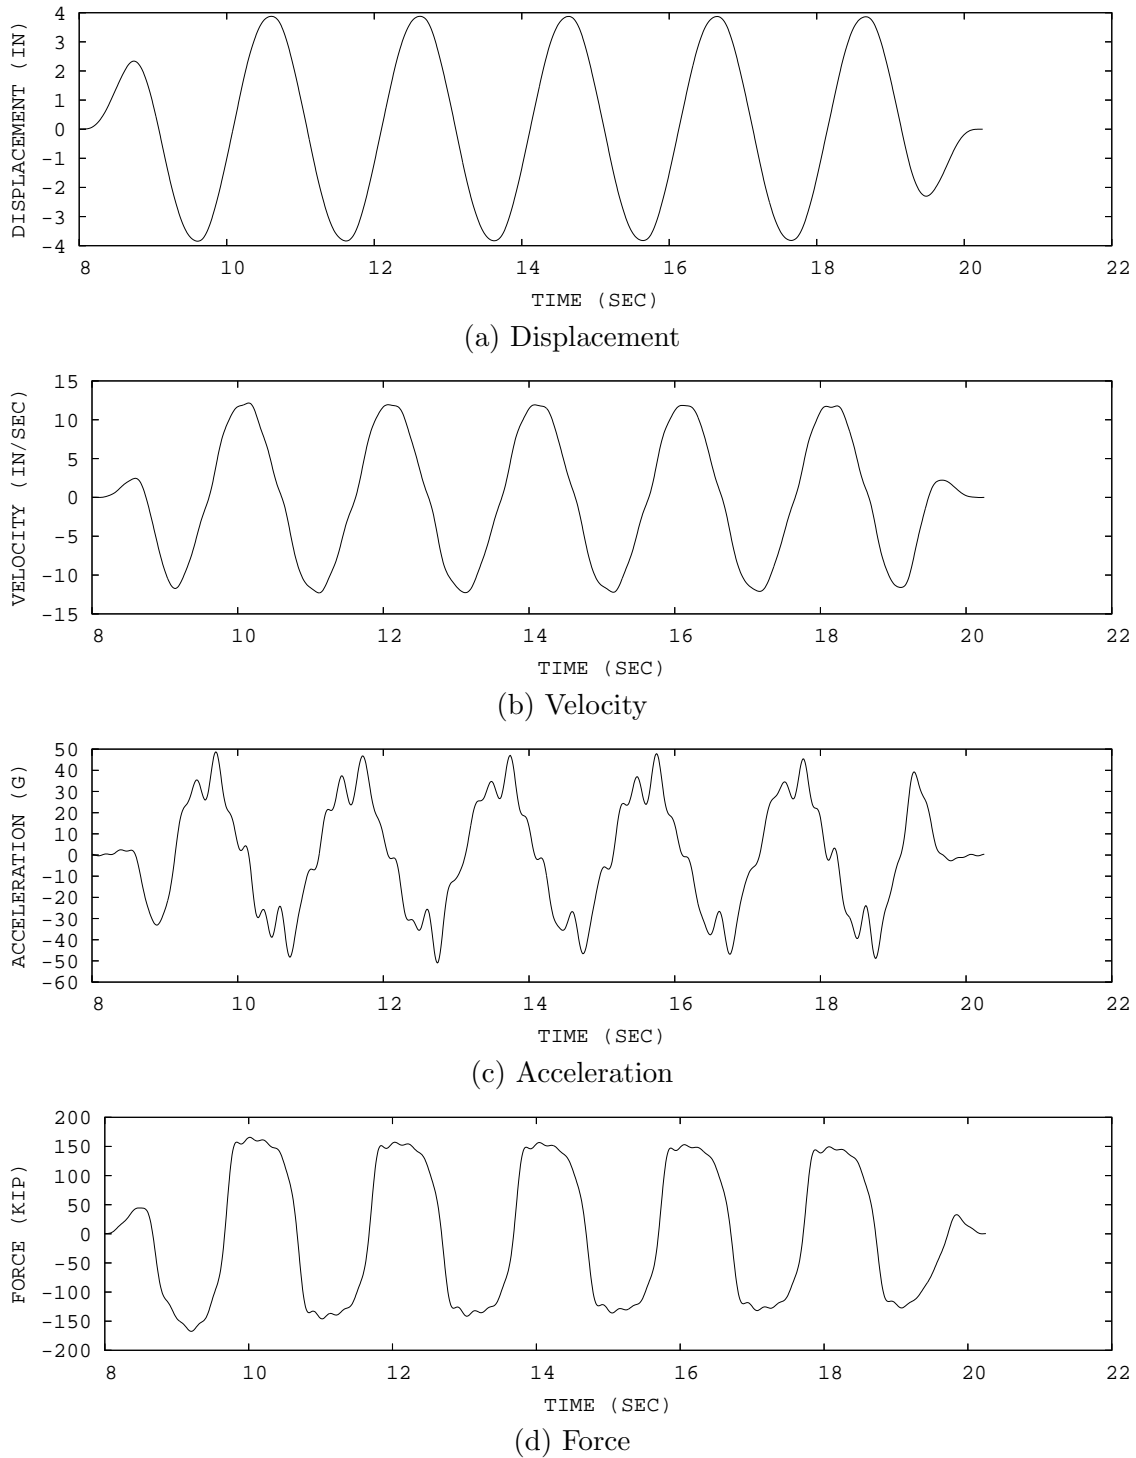 4
3
2
1
0
-1
-2
-3
-4
DISPLACEMENT (IN)
8 10 12 14 16 18 20 22
TIME (SEC)
(a) Displacement
15
10
5
0
-5
-10
-15
VELOCITY (IN/SEC)
8 10 12 14 16 18 20 22
TIME (SEC)
(b) Velocity
50
40
30
20
10
0
-10
-20
-30
-40
-50
-60
ACCELERATION (G)
8 10 12 14 16 18 20 22
TIME (SEC)
(c) Acceleration
200
150
100
50
0
-50
-100
-150
-200
FORCE (KIP)
8 10 12 14 16 18 20 22
TIME (SEC)
(d) Force